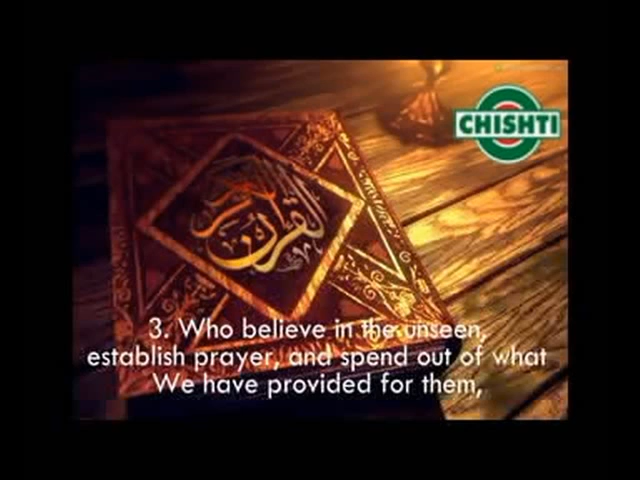 CHISHTI
القرآن الكريم
3. Who believe in the unseen,
establish prayer, and spend out of what
We have provided for them,